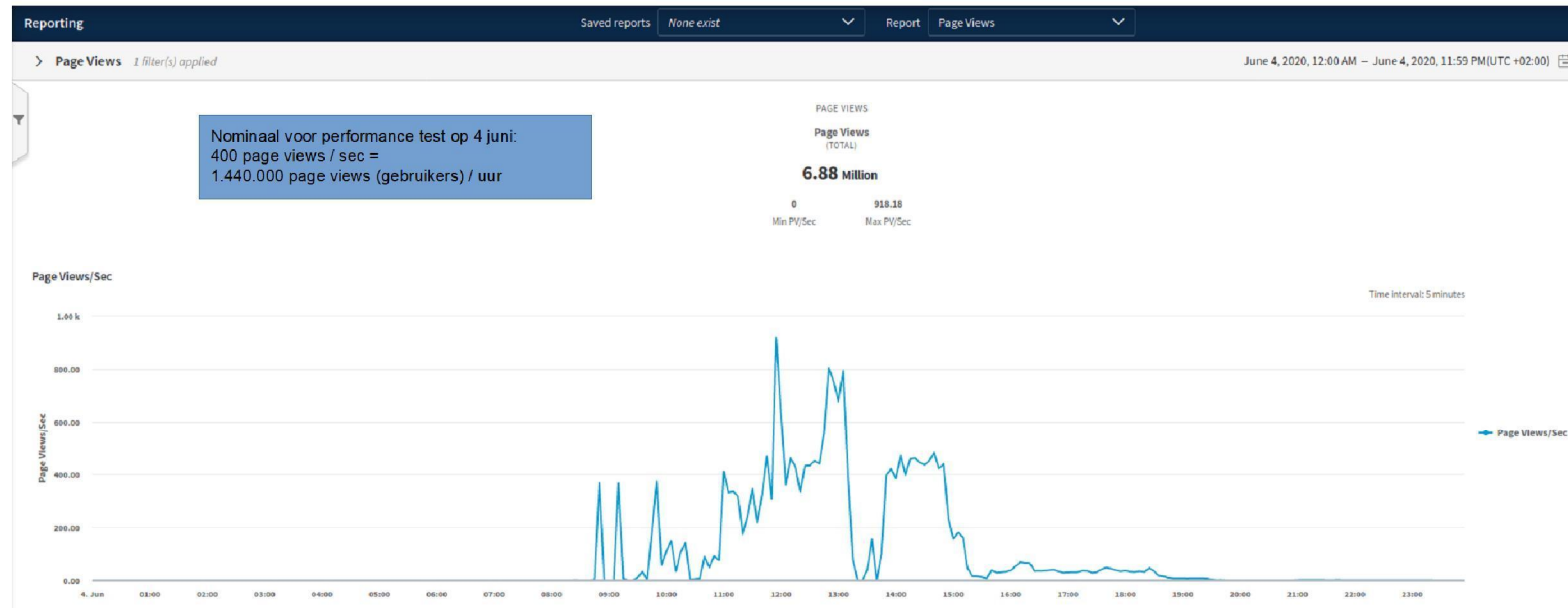 Reporting
Saved reports None exist Report Page Views
Page Views 1 filter(s) applied
June 4, 2020, 12:00 AM – June 4, 2020, 11:59 PM(UTC +02:00)
Nominaal voor performance test op 4 juni:
400 page views / sec =
1.440.000 page views (gebruikers) / uur
PAGE VIEWS
Page Views
(TOTAL)
6.88 Million
0 918.18
Min PV/Sec Max PV/Sec
Page Views/Sec
Time Interval: 5 minutes
1.00 k
800.00
600.00
400.00
200.00
0.00
Page Views/Sec
Page Views/Sec
4. Jun 01:00 02:00 03:00 04:00 05:00 06:00 07:00 08:00 09:00 10:00 11:00 12:00 13:00 14:00 15:00 16:00 17:00 18:00 19:00 20:00 21:00 22:00 23:00